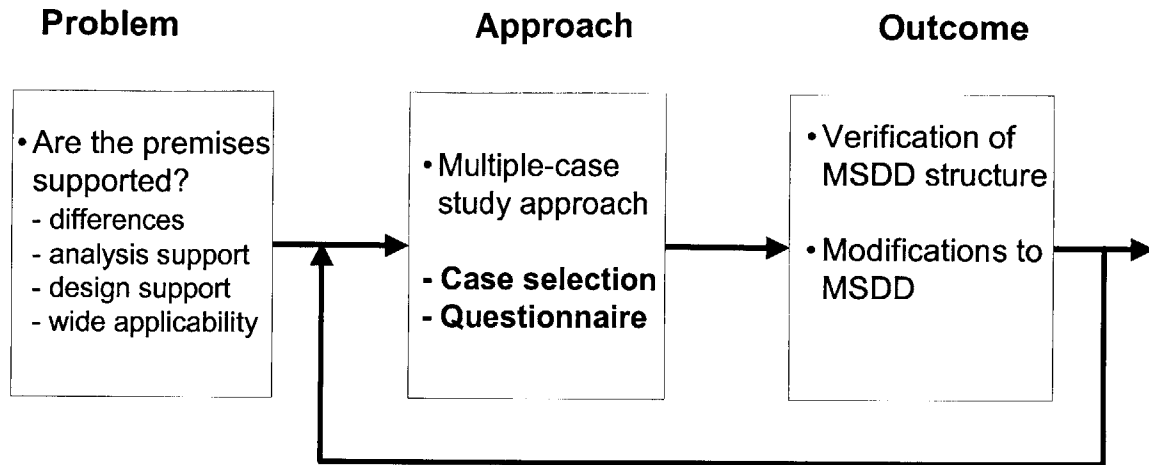 Problem
Approach
Outcome
• Are the premises
supported?
- differences
- analysis support
- design support
- wide applicability
• Multiple-case
study approach
- Case selection
- Questionnaire
• Verification of
MSDD structure
• Modifications to
MSDD